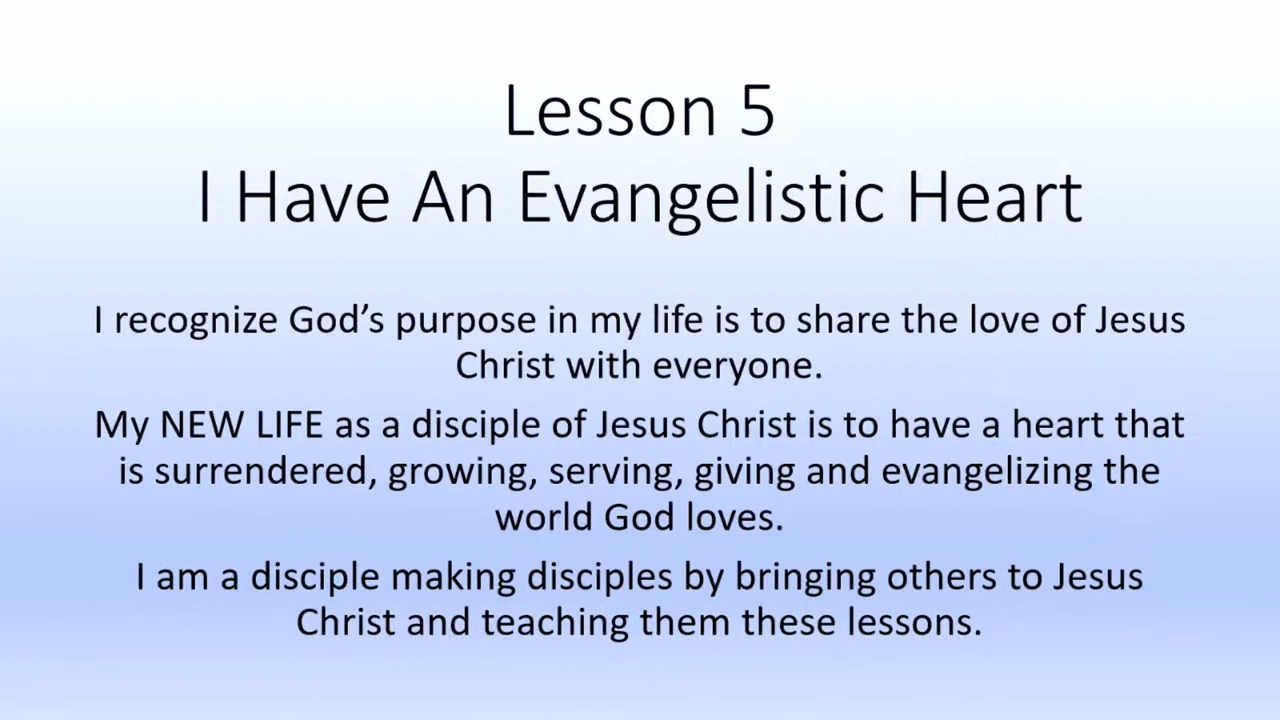 Lesson 5
I Have An Evangelistic Heart
I recognize God’s purpose in my life is to share the love of Jesus
Christ with everyone.
My NEW LIFE as a disciple of Jesus Christ is to have a heart that
is surrendered, growing, serving, giving and evangelizing the
world God loves.
I am a disciple making disciples by bringing others to Jesus
Christ and teaching them these lessons.